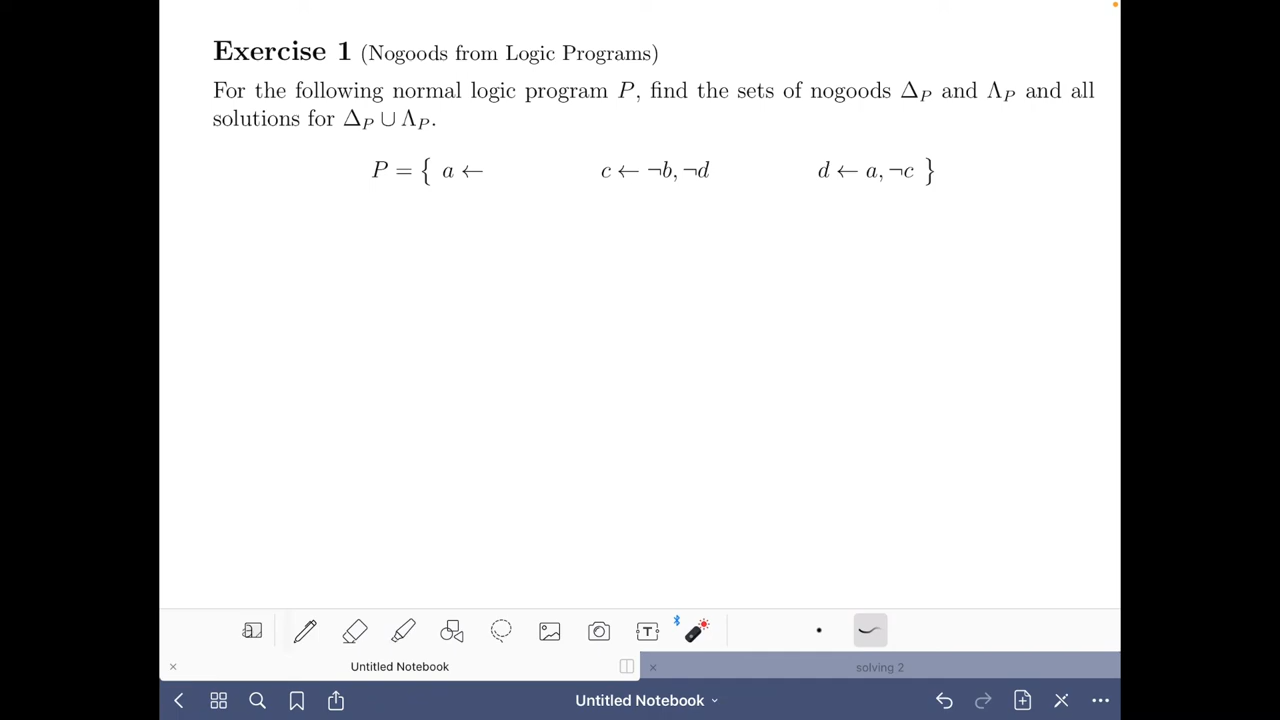 Exercise 1 (Nogoods from Logic Programs)
For the following normal logic program P, find the sets of nogoods Δ_P and Λ_P and all
solutions for Δ_P ∪ Λ_P.
P = { a ← c ← ¬b, ¬d d ← a, ¬c }
T
Untitled Notebook
solving 2
Untitled Notebook